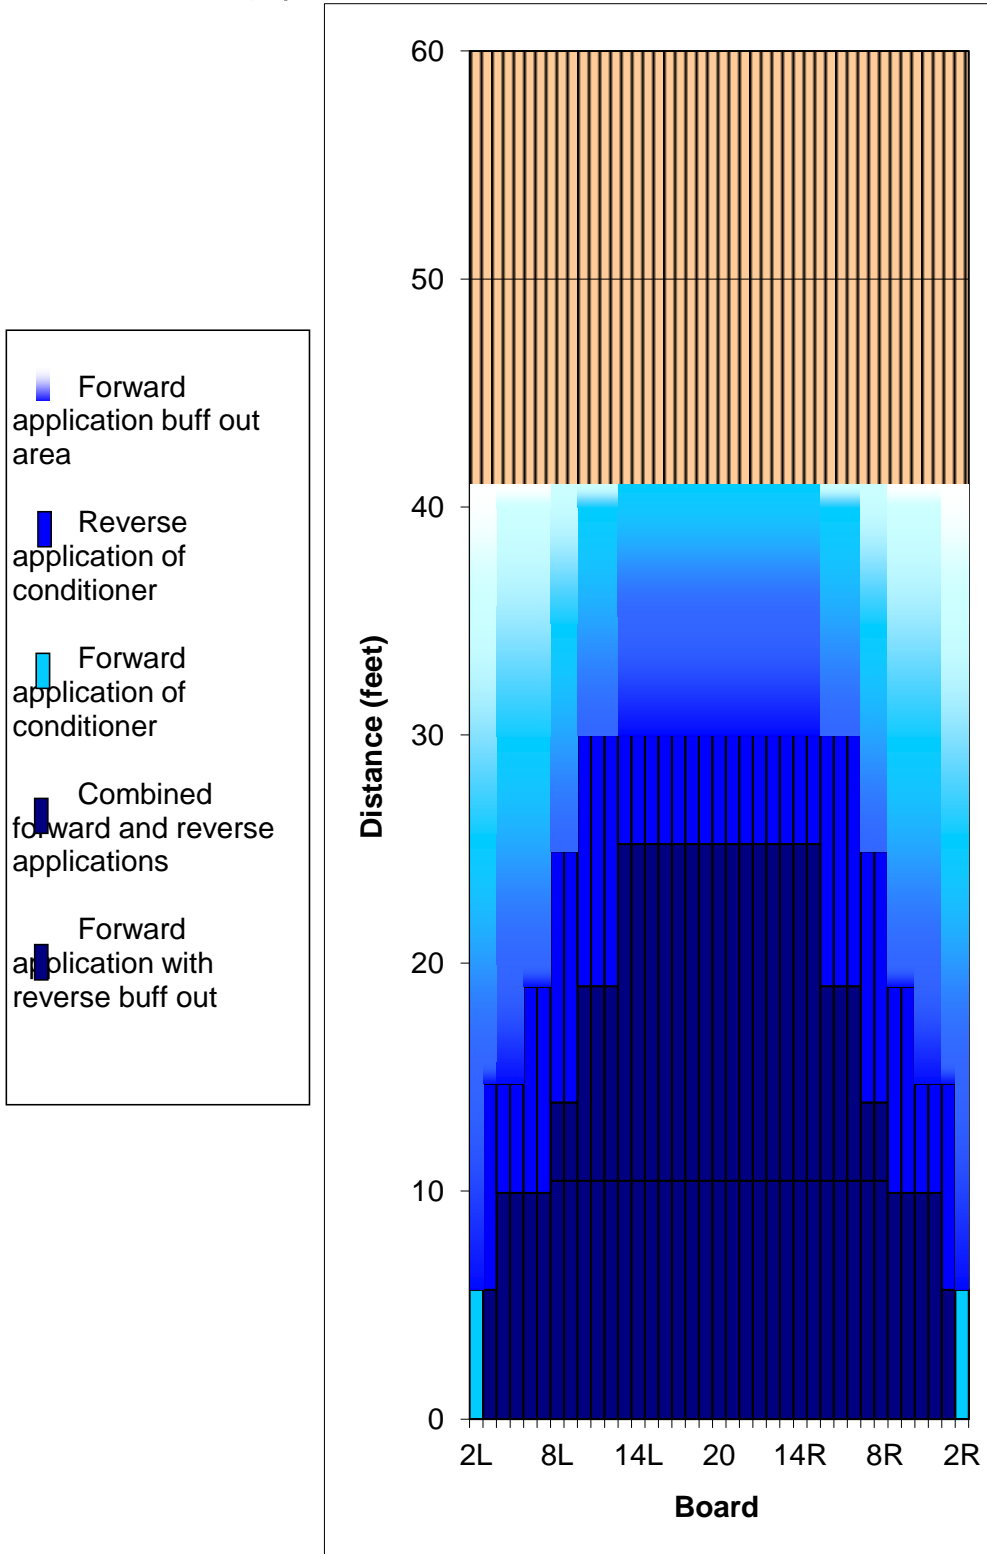 Forward
application buff out
area
Reverse
application of
conditioner
Forward
application of
conditioner
Combined
forward and reverse
applications
Forward
application with
reverse buff out
Distance (feet)
60
50
40
30
20
10
0
2L 8L 14L 20 14R 8R 2R
Board